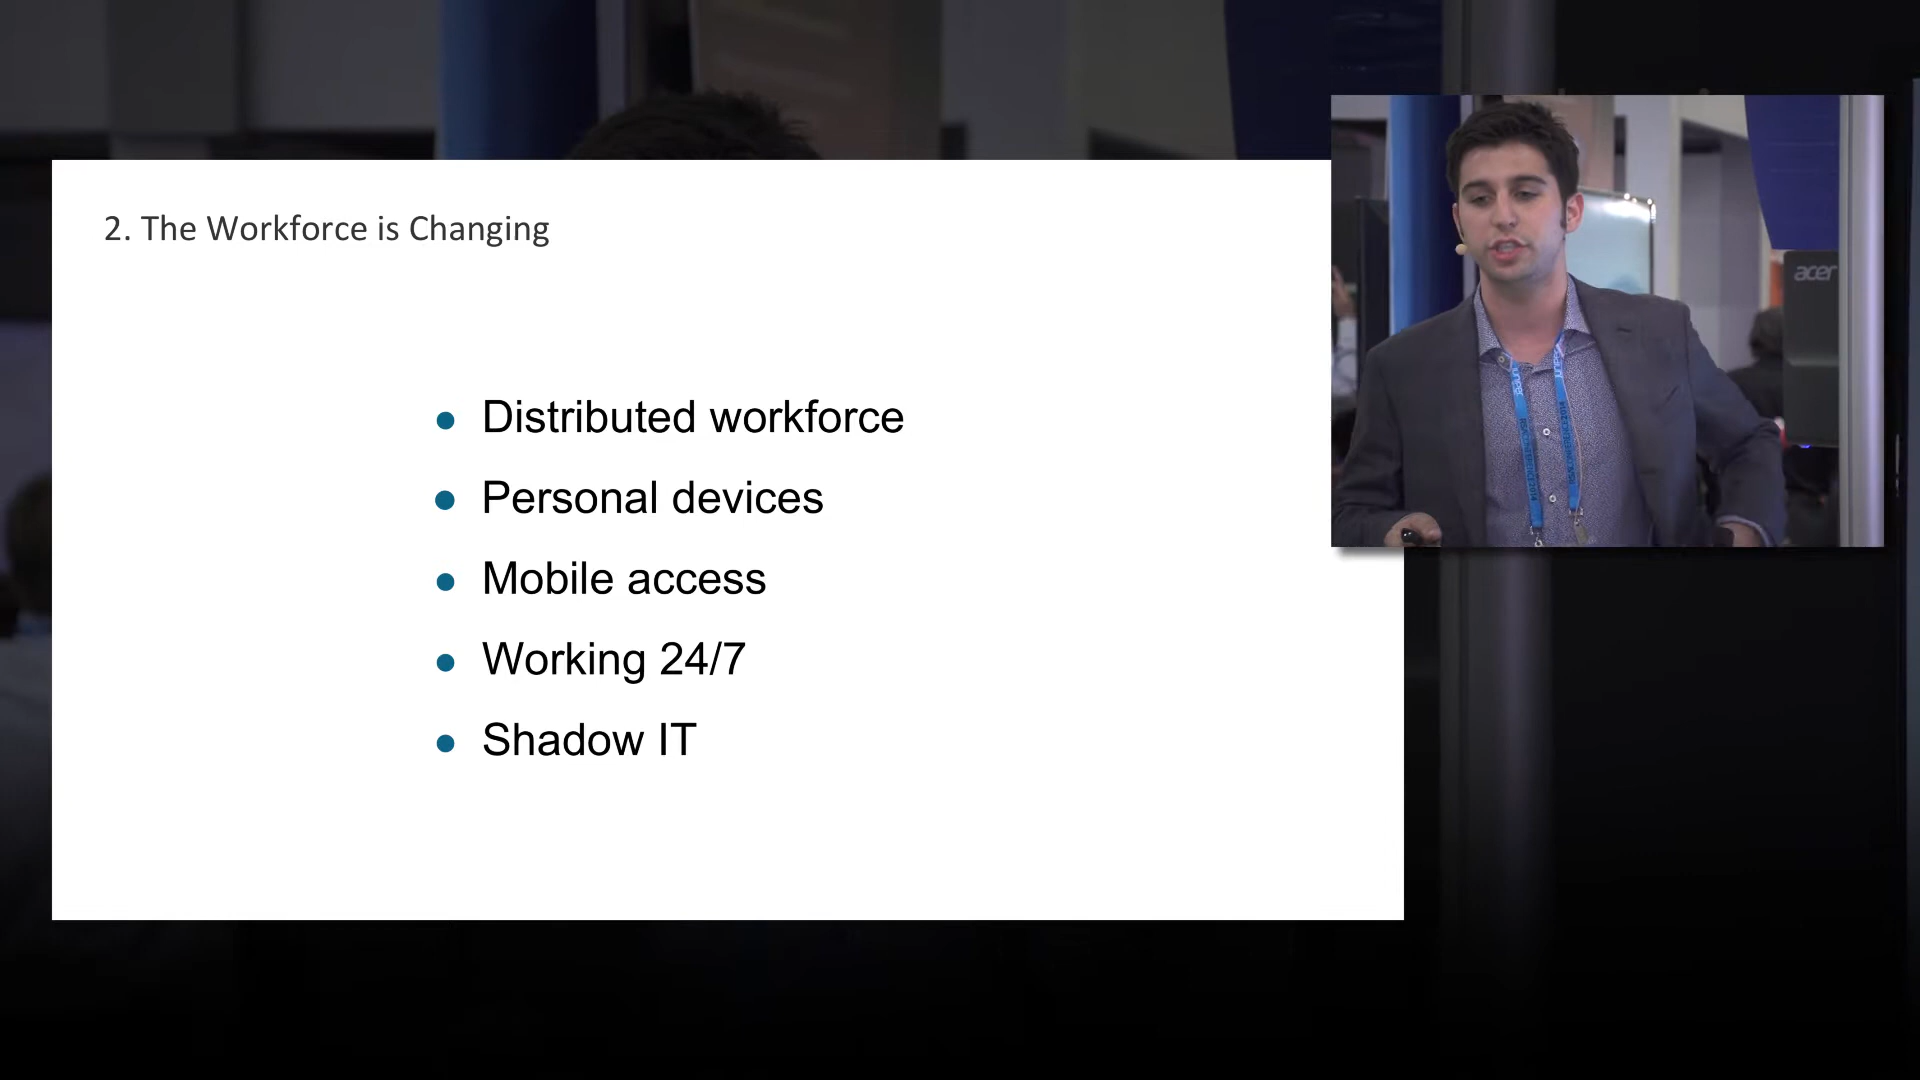 2. The Workforce is Changing
Distributed workforce
Personal devices
Mobile access
Working 24/7
Shadow IT
acer